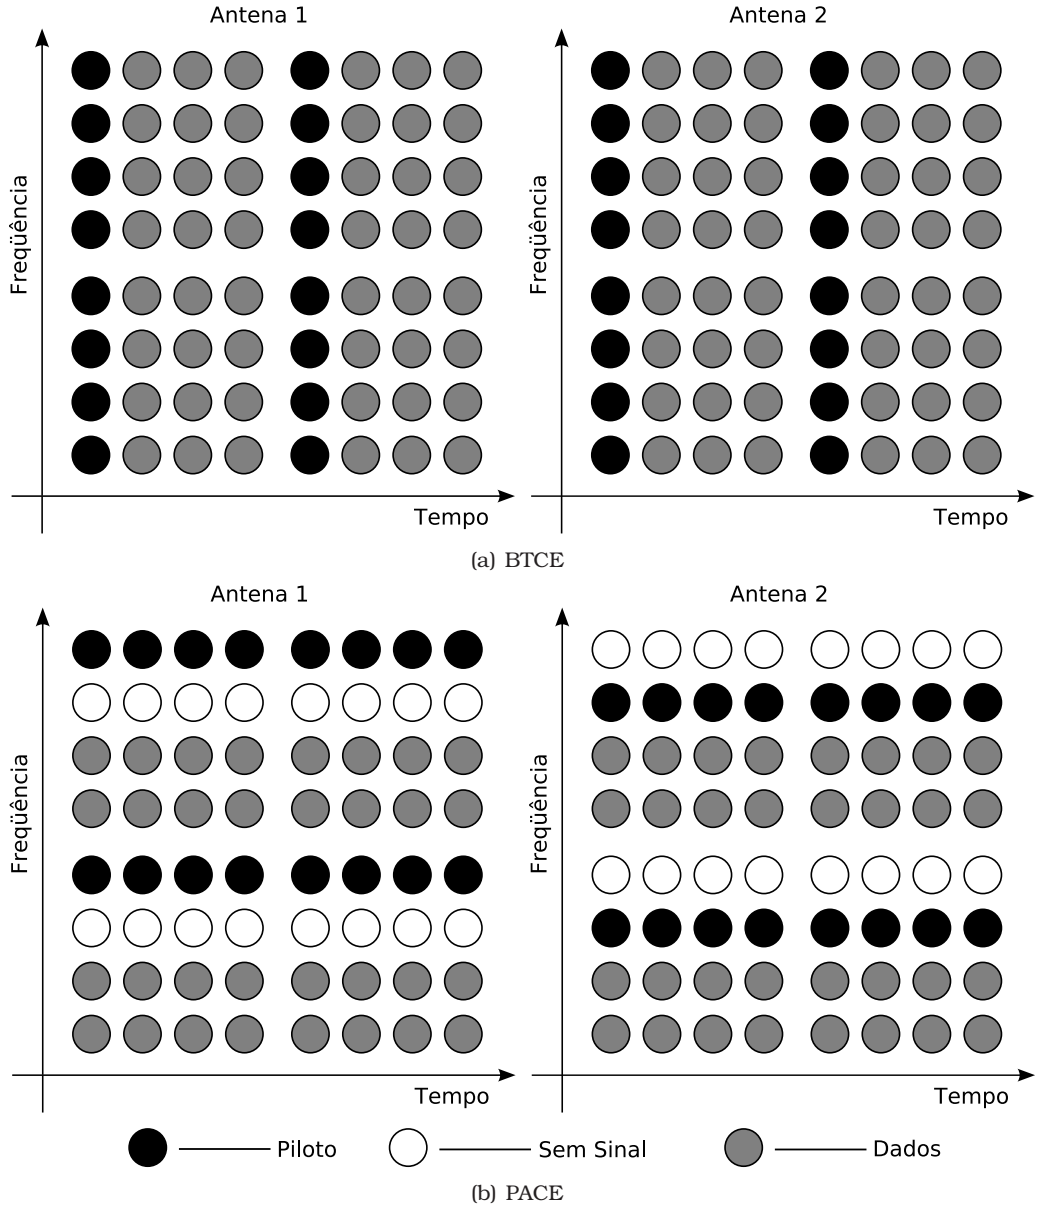 Antena 1
Antena 2
Freqüência
Freqüência
Tempo
Tempo
(a) BTCE
Antena 1
Antena 2
Freqüência
Freqüência
Tempo
Tempo
Piloto
Sem Sinal
Dados
(b) PACE